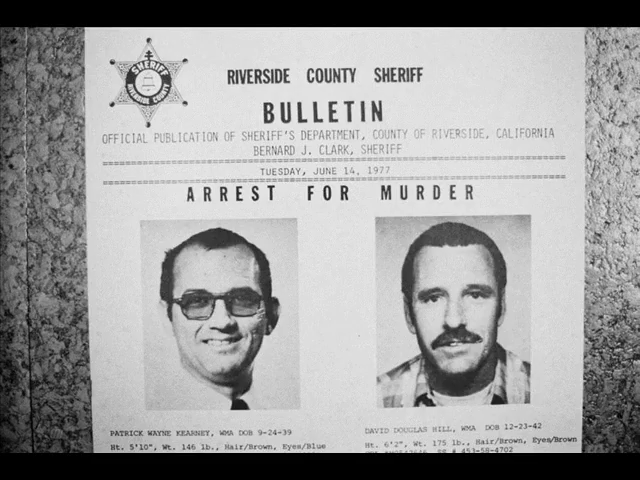 SHERIFF
RIVERSIDE COUNTY
RIVERSIDE COUNTY SHERIFF
BULLETIN
OFFICIAL PUBLICATION OF SHERIFF'S DEPARTMENT, COUNTY OF RIVERSIDE, CALIFORNIA
BERNARD J. CLARK, SHERIFF
TUESDAY, JUNE 14, 1977
ARREST FOR MURDER
PATRICK WAYNE KEARNEY, WMA DOB 9-24-39
Ht. 5'10", Wt. 146 lb., Hair/Brown, Eyes/Blue
DAVID DOUGLAS HILL, WMA DOB 12-23-42
Ht. 6'2", Wt. 175 lb., Hair/Brown, Eyes/Brown
SS # 453-58-4702